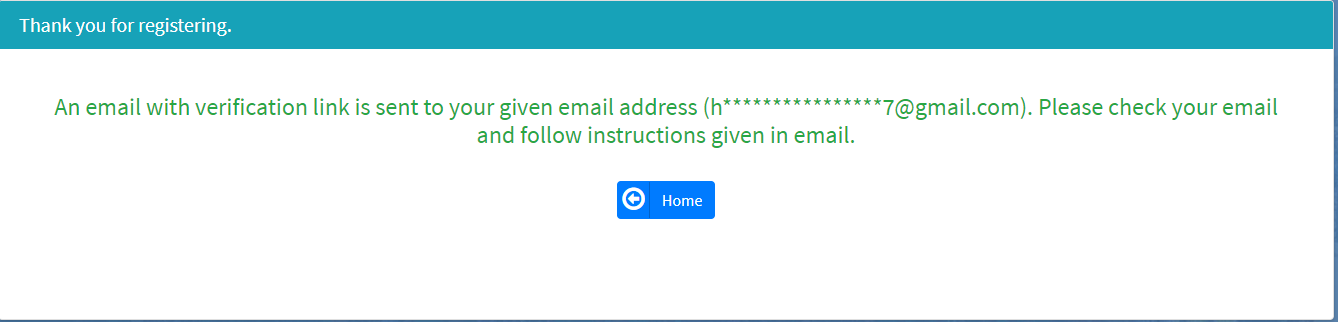 Thank you for registering.
An email with verification link is sent to your given email address (h****************7@gmail.com). Please check your email
and follow instructions given in email.
Home